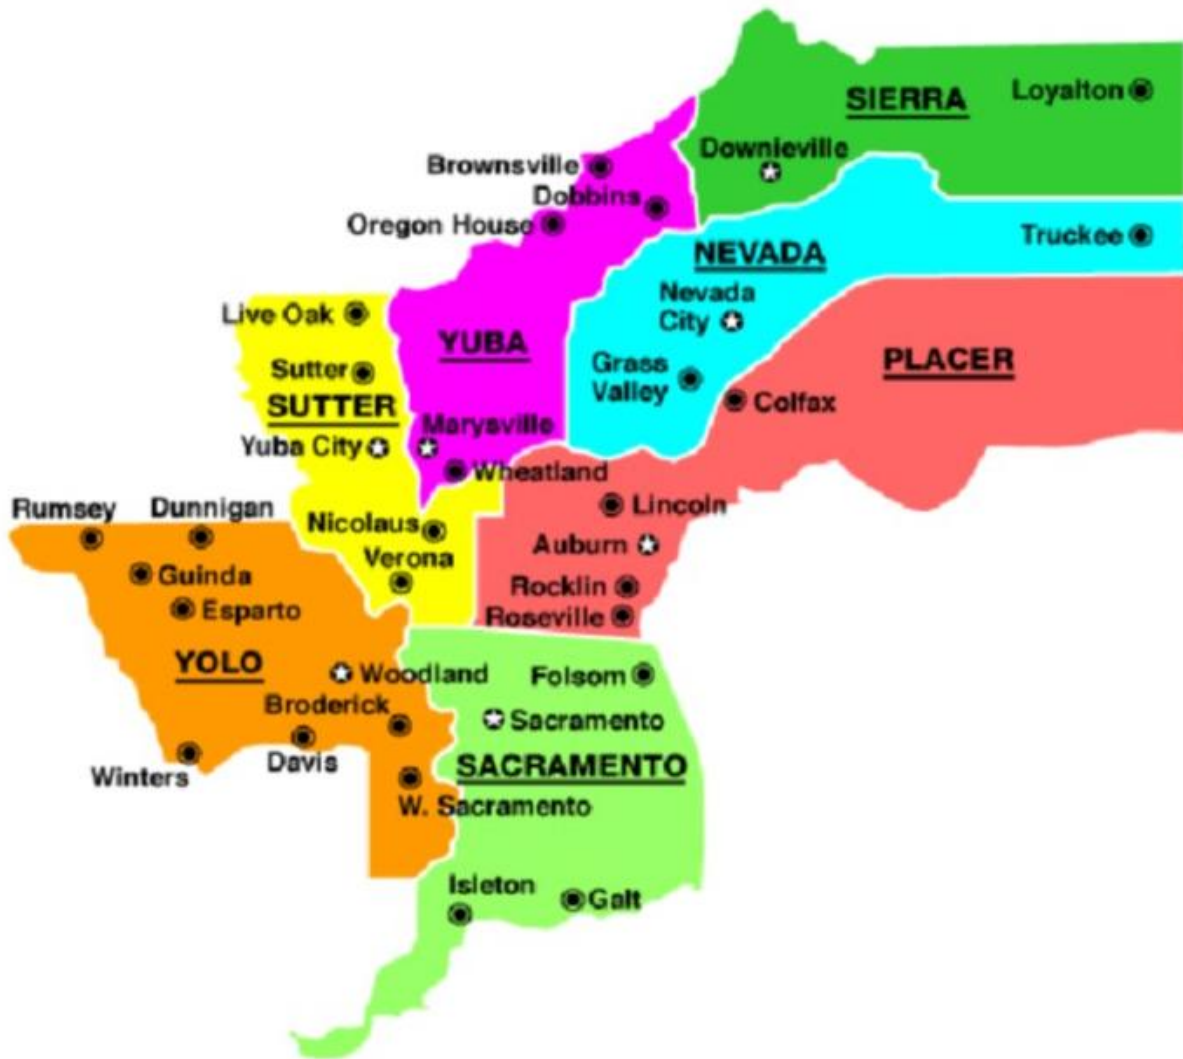 SIERRA
Loyalton
Downieville
Brownsville
Dobbins
Oregon House
NEVADA
Truckee
Nevada
City
Live Oak
YUBA
PLACER
Sutter
Grass
Valley
SUTTER
Colfax
Marysville
Yuba City
Wheatland
Rumsey
Dunnigan
Lincoln
Nicolaus
Auburn
Verona
Guinda
Rocklin
Esparto
Roseville
YOLO
Woodland
Folsom
Broderick
Sacramento
Davis
SACRAMENTO
Winters
W. Sacramento
Isleton
Galt